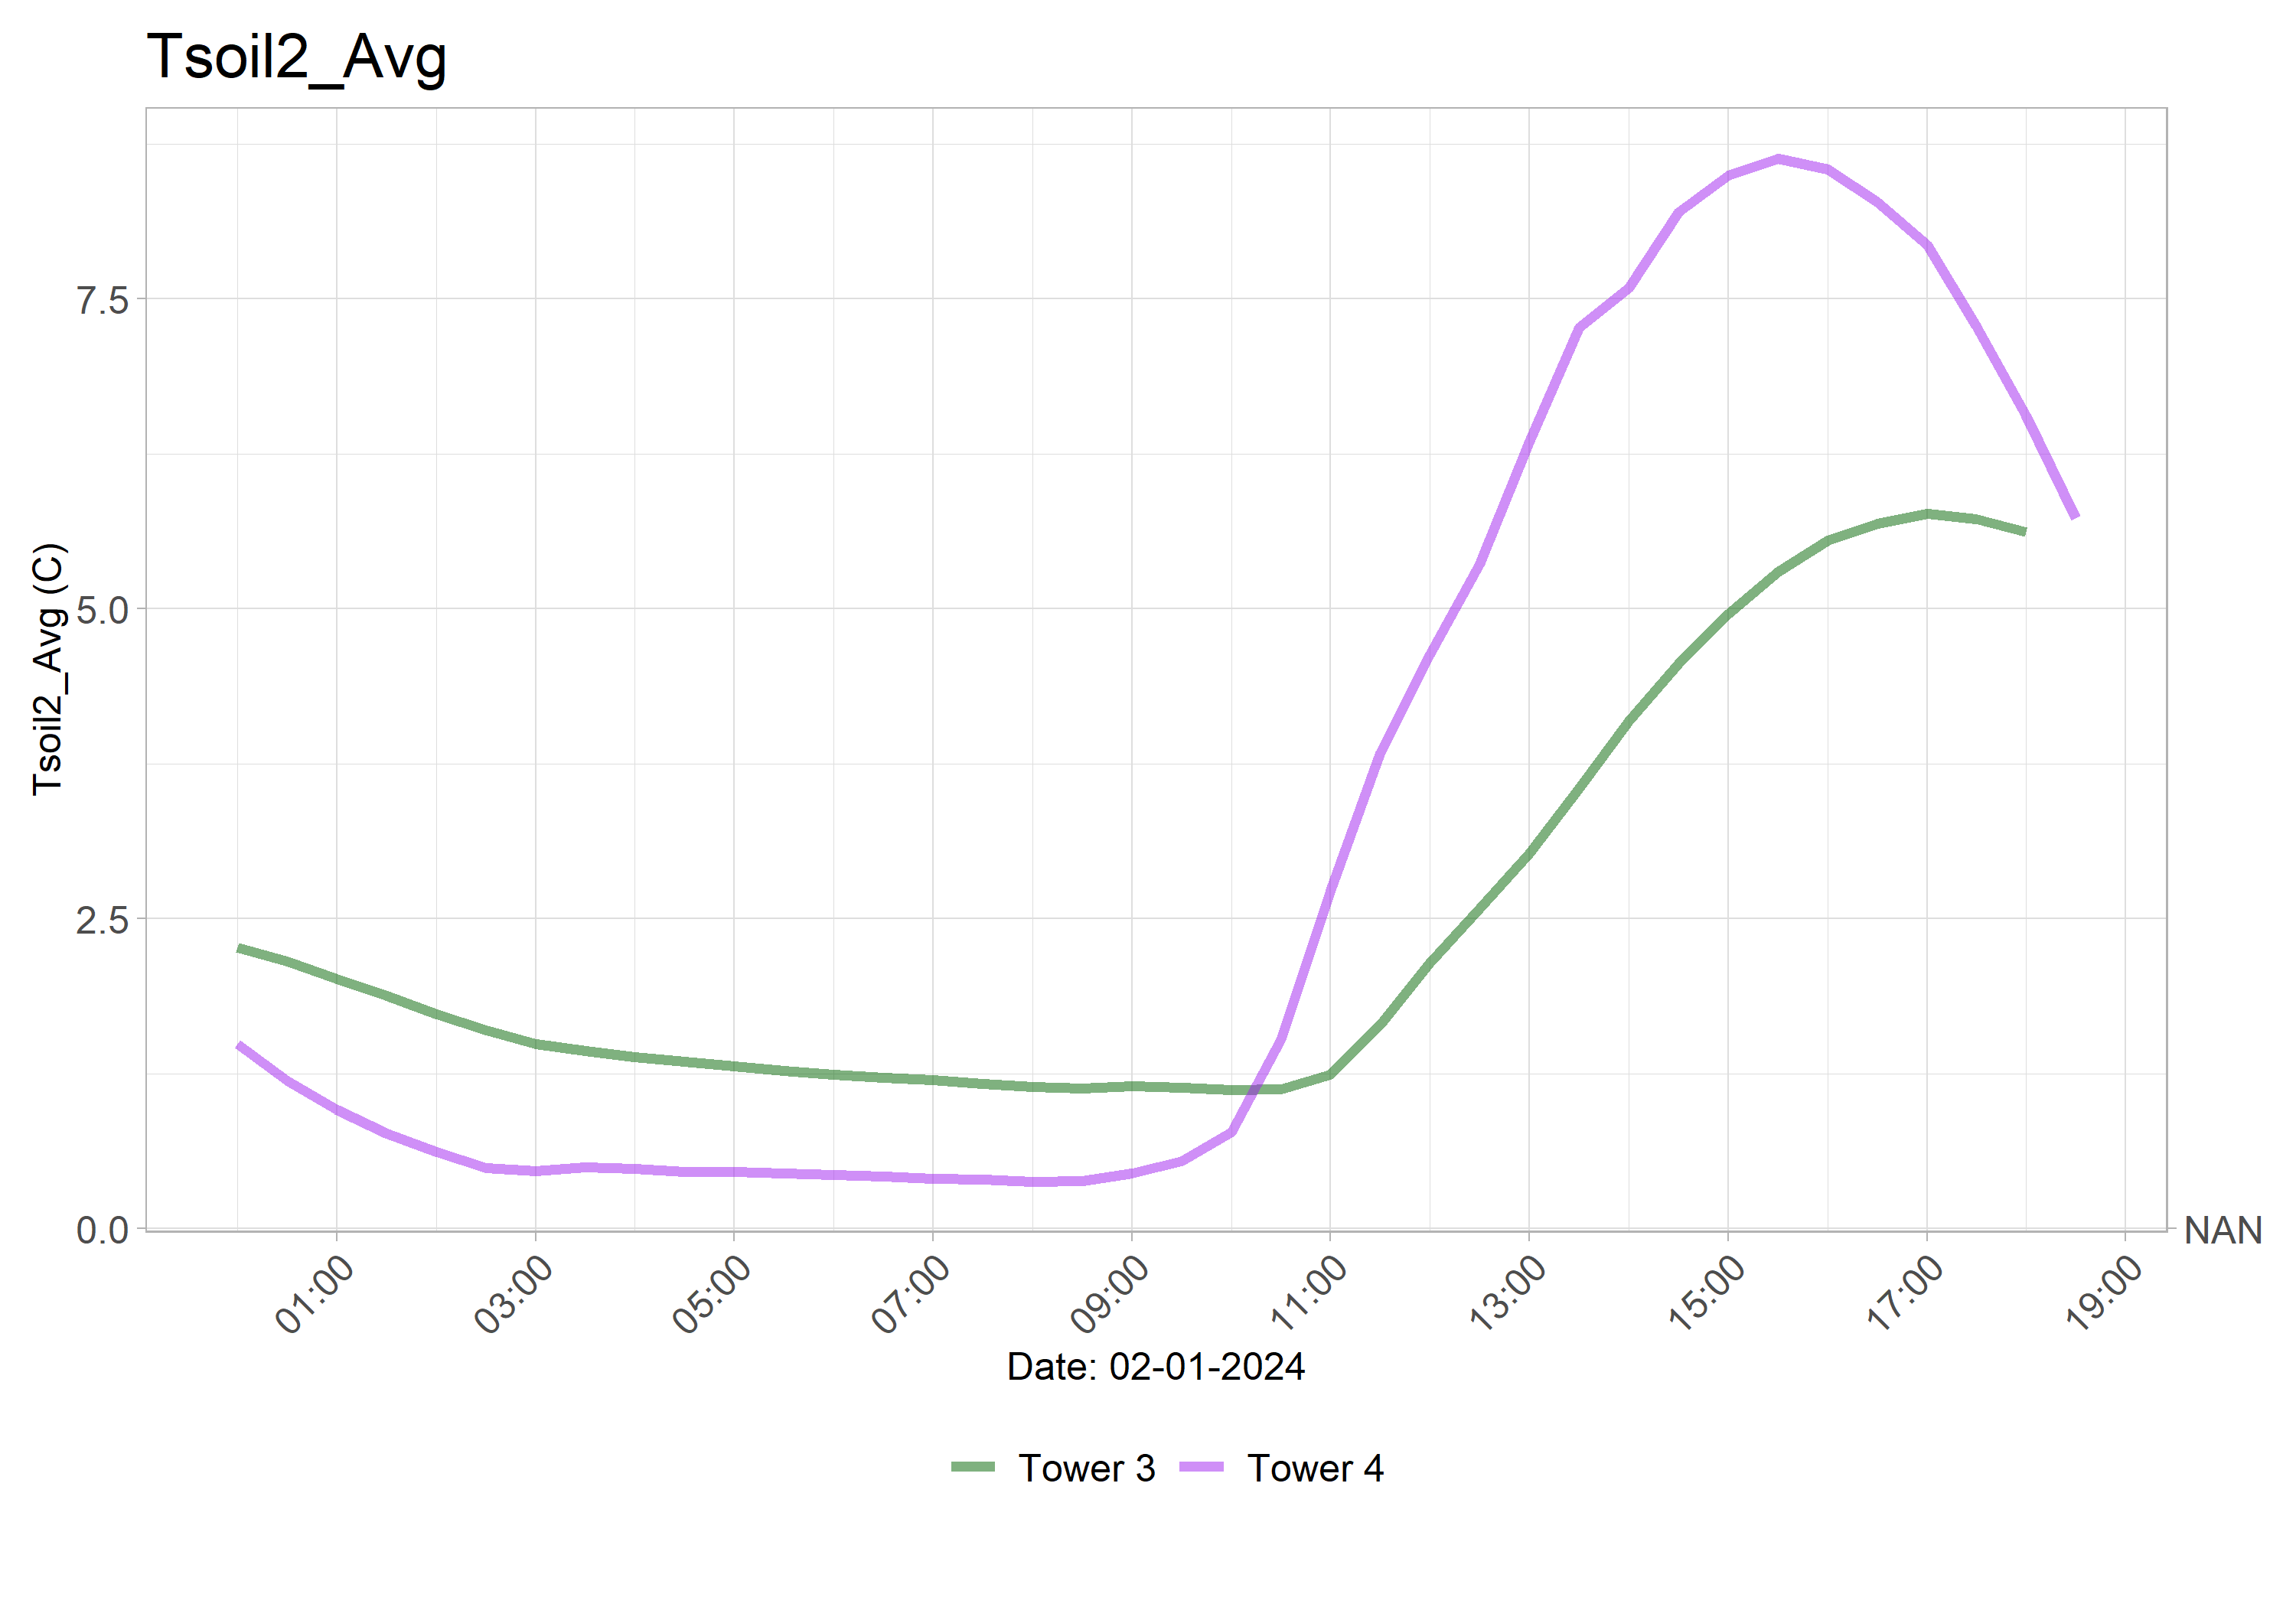 Tsoil2_Avg
Tsoil2_Avg (C)
7.5
5.0
2.5
0.0
NAN
01:00
03:00
05:00
07:00
09:00
11:00
13:00
15:00
17:00
19:00
Date: 02-01-2024
Tower 3
Tower 4